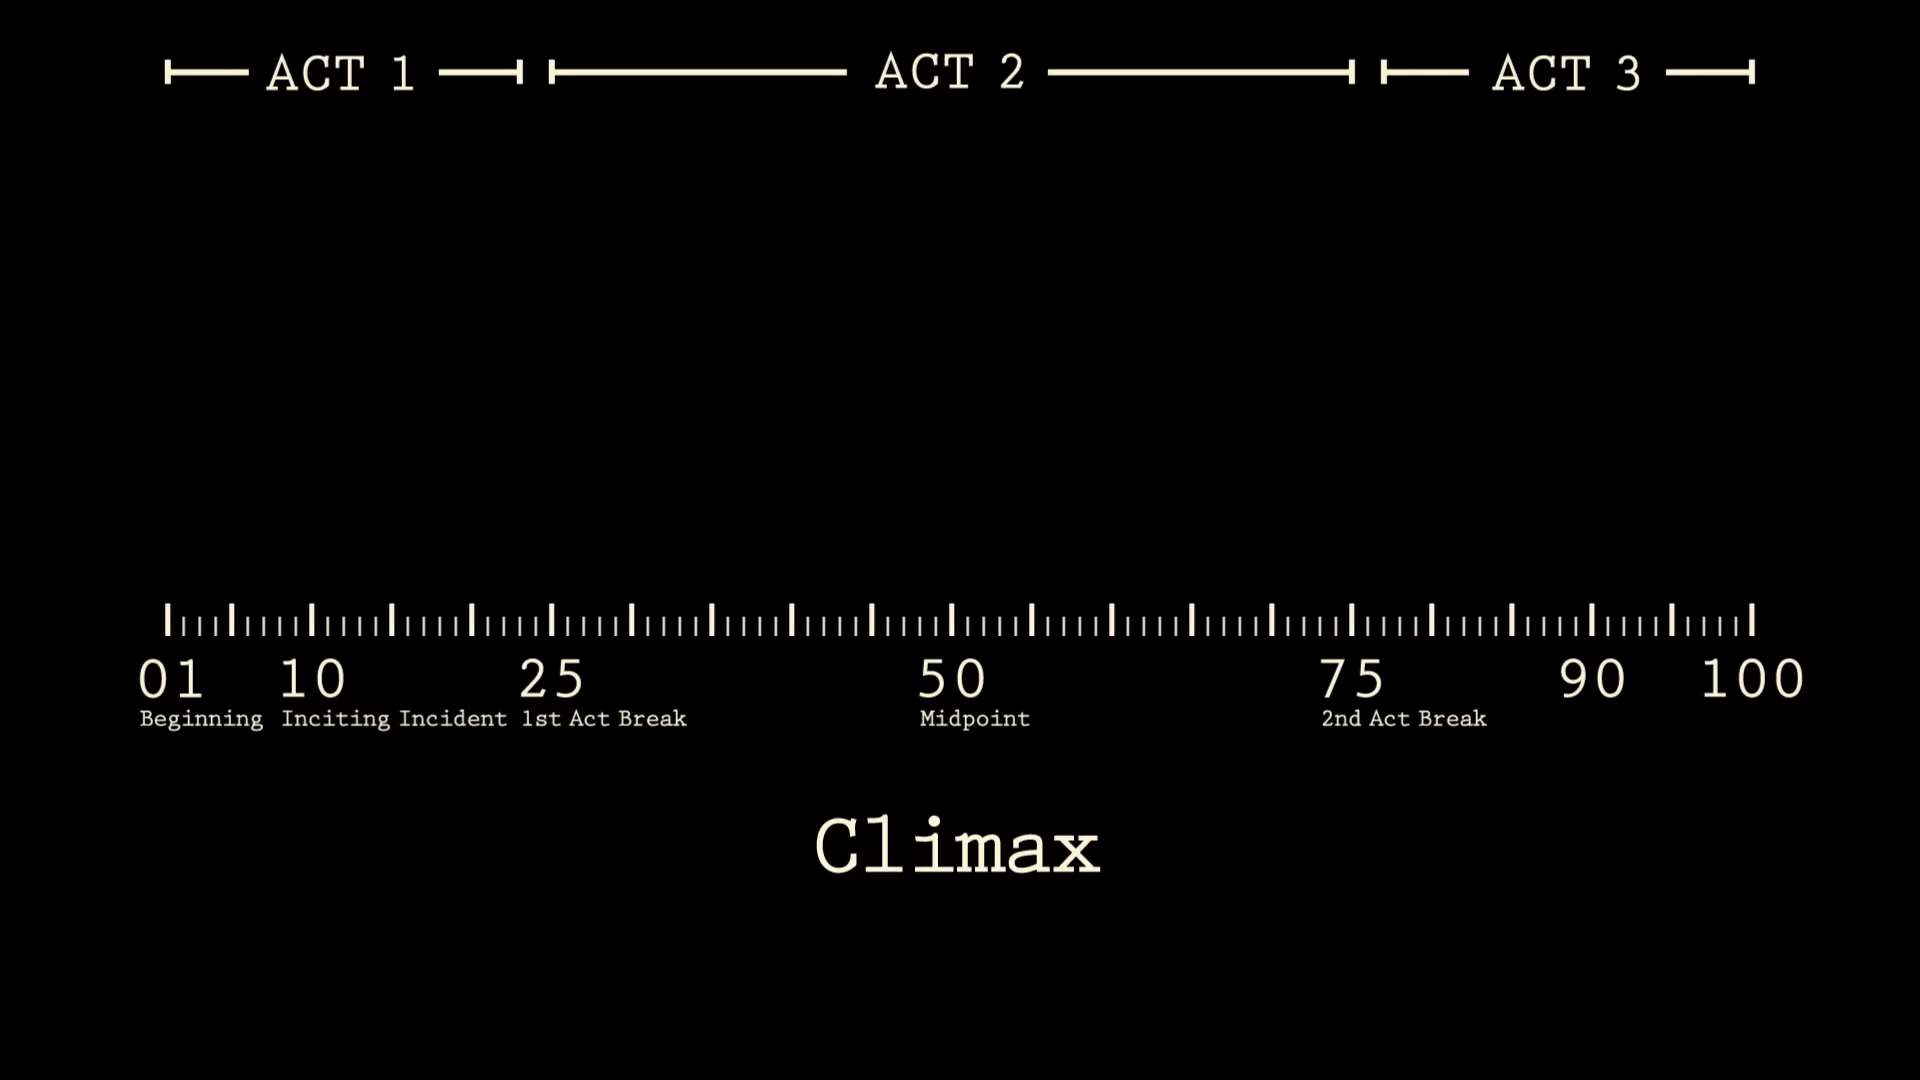 ACT 1 ACT 2 ACT 3
01 10 25 50 75 90 100
Beginning Inciting Incident 1st Act Break Midpoint 2nd Act Break
Climax